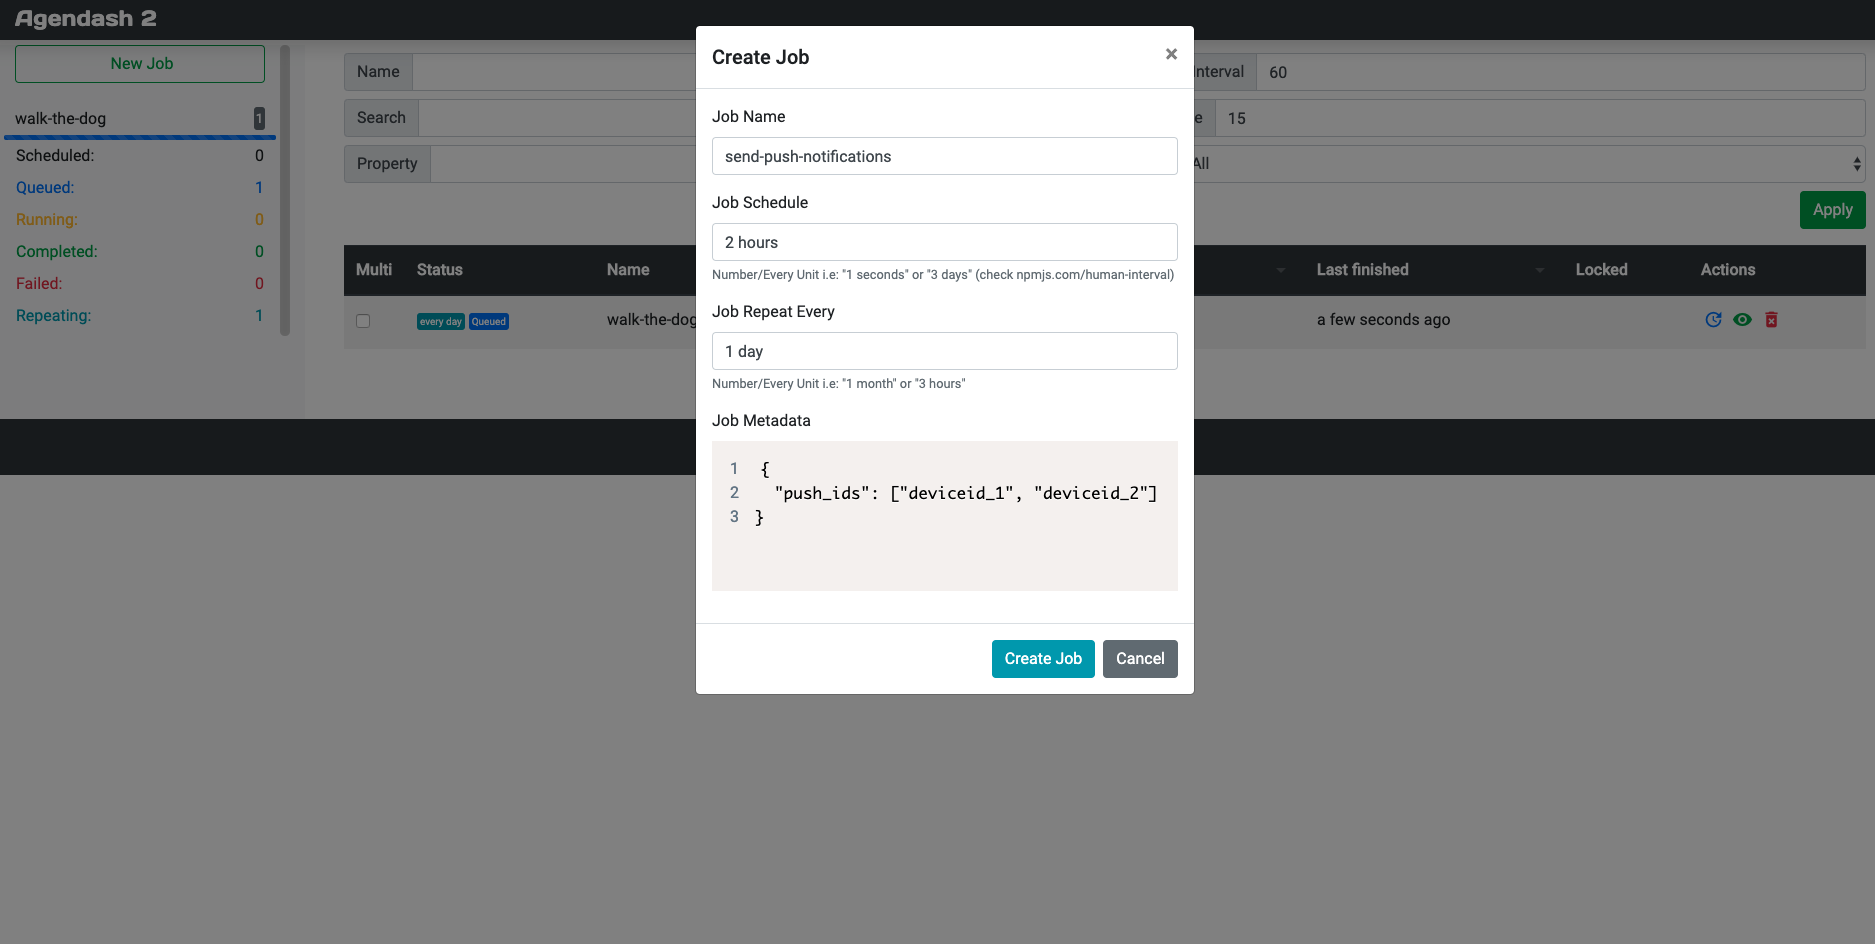 Agendash 2
New Job
walk-the-dog 1
Scheduled: 0
Queued: 1
Running: 0
Completed: 0
Failed: 0
Repeating: 1
Name
Interval 60
Search
e 15
Property
All
Apply
Multi Status Name Last finished Locked Actions
every day Queued walk-the-dog a few seconds ago
Create Job ×
Job Name
send-push-notifications
Job Schedule
2 hours
Number/Every Unit i.e: "1 seconds" or "3 days" (check npmjs.com/human-interval)
Job Repeat Every
1 day
Number/Every Unit i.e: "1 month" or "3 hours"
Job Metadata
1 {
2 "push_ids": ["deviceid_1", "deviceid_2"]
3 }
Create Job Cancel